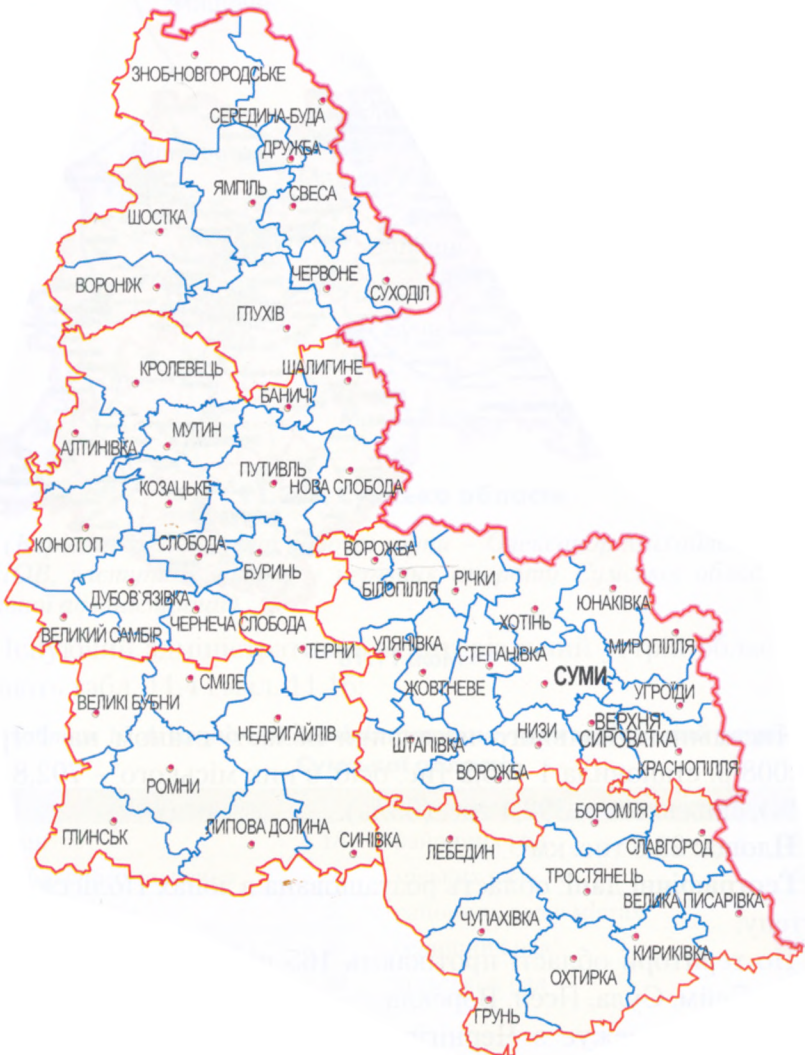 ЗНОБ-НОВГОРОДСЬКЕ
СЕРЕДИНА-БУДА
ДРУЖБА
ЯМПІЛЬ
СВЕСА
ШОСТКА
ЧЕРВОНЕ
ВОРОНІЖ
СУХОДІЛ
ГЛУХІВ
КРОЛЕВЕЦЬ
ШАЛИГИНЕ
БАНИЧІ
МУТИН
АЛТИНІВКА
ПУТИВЛЬ
НОВА СЛОБОДА
КОЗАЦЬКЕ
КОНОТОП
СЛОБОДА
ВОРОЖБА
БУРИНЬ
БІЛОПІЛЛЯ
РІЧКИ
ДУБОВ'ЯЗІВКА
ЮНАКІВКА
ХОТІНЬ
ВЕЛИКИЙ САМБІР
ЧЕРНЕЧА СЛОБОДА
ТЕРНИ
УЛЯНІВКА
МИРОПІЛЛЯ
СТЕПАНІВКА
СУМИ
СМІЛЕ
ЖОВТНЕВЕ
УГРОЇДИ
ВЕЛИКІ БУБНИ
НЕДРИГАЙЛІВ
ШТАПІВКА
НИЗИ
ВЕРХНЯ
СИРОВАТКА
КРАСНОПІЛЛЯ
ВОРОЖБА
РОМНИ
БОРОМЛЯ
ГЛИНСЬК
ЛИПОВА ДОЛИНА
СИНІВКА
ЛЕБЕДИН
СЛАВГОРОД
ТРОСТЯНЕЦЬ
ВЕЛИКА ПИСАРІВКА
ЧУПАХІВКА
КИРИКІВКА
ОХТИРКА
ГРУНЬ